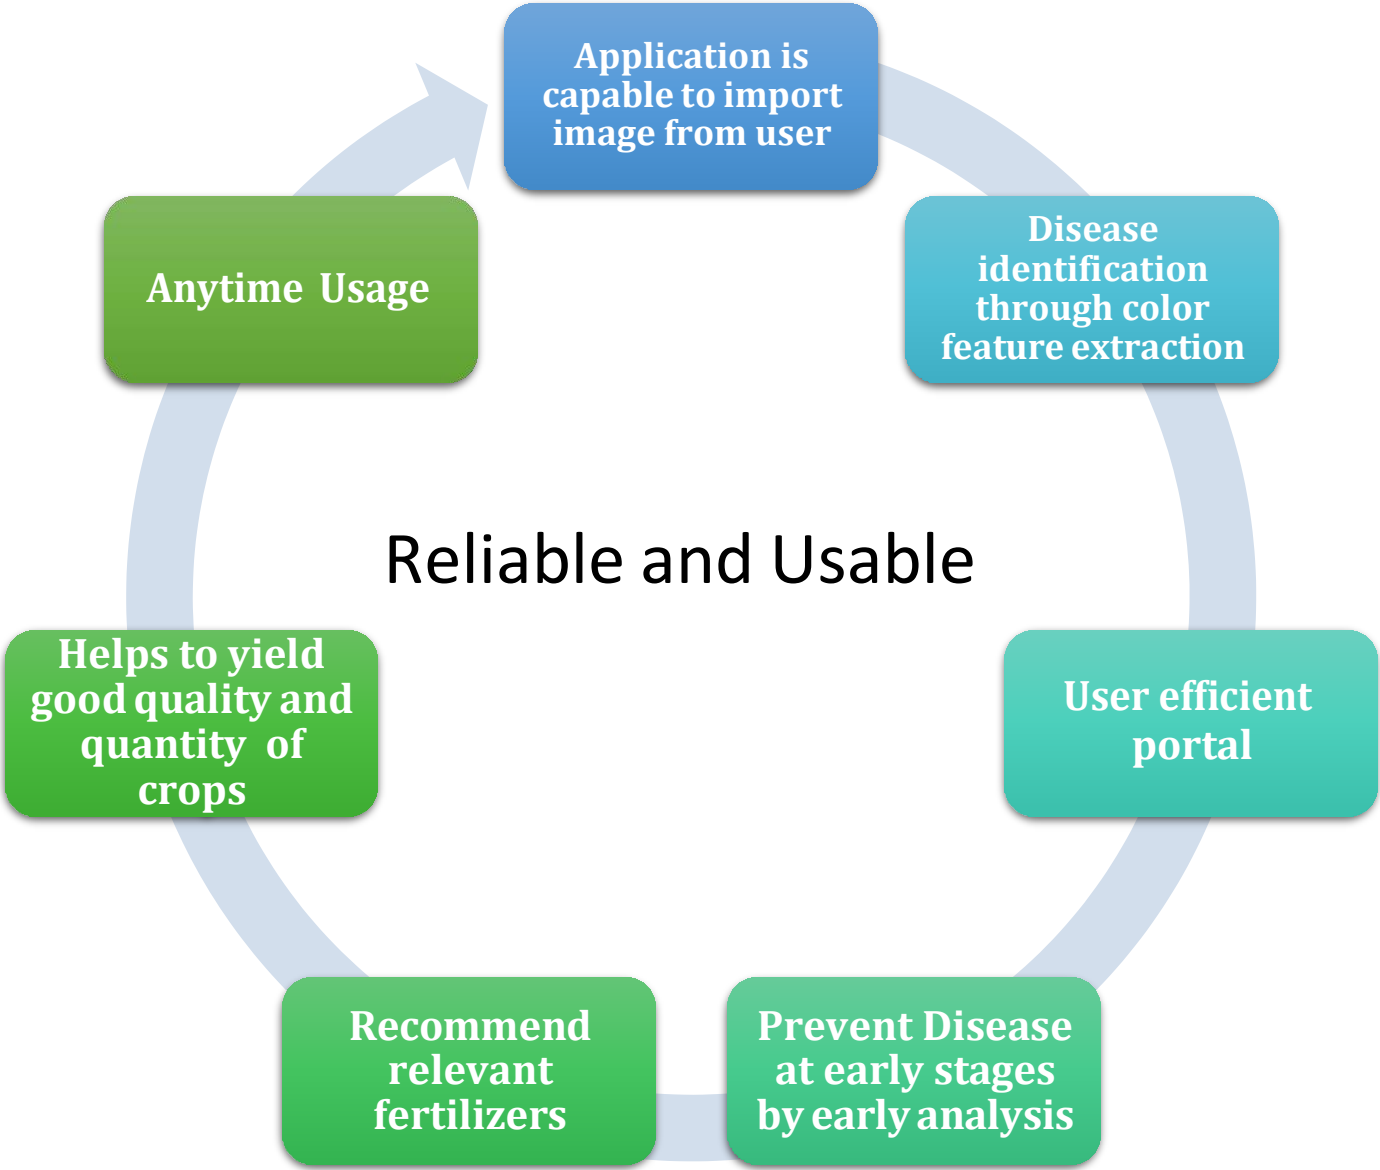 Application is
capable to import
image from user
Disease
identification
through color
feature extraction
User efficient
portal
Prevent Disease
at early stages
by early analysis
Recommend
relevant
fertilizers
Helps to yield
good quality and
quantity of
crops
Anytime Usage
Reliable and Usable